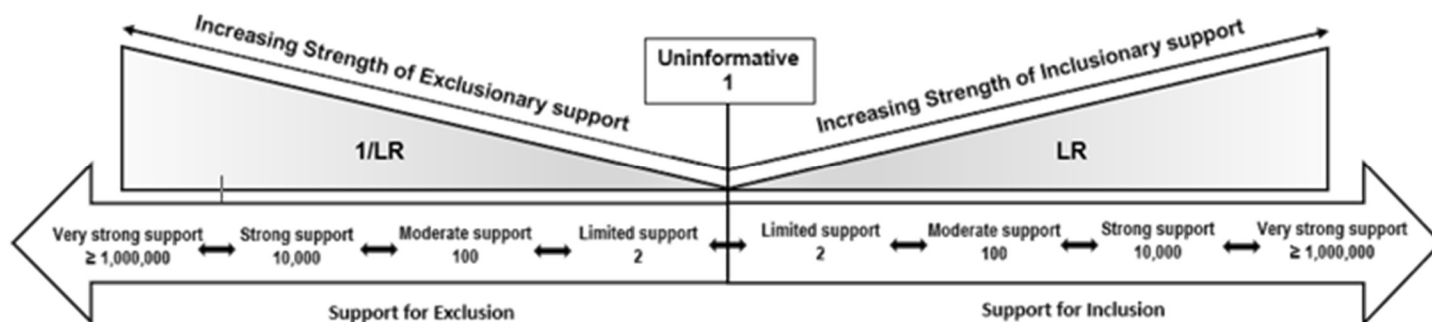 Increasing Strength of Exclusionary support
Uninformative
1
Increasing Strength of Inclusionary support
1/LR
LR
Very strong support
≥ 1,000,000
Strong support
10,000
Moderate support
100
Limited support
2
Limited support
2
Moderate support
100
Strong support
10,000
Very strong support
≥ 1,000,000
Support for Exclusion
Support for Inclusion